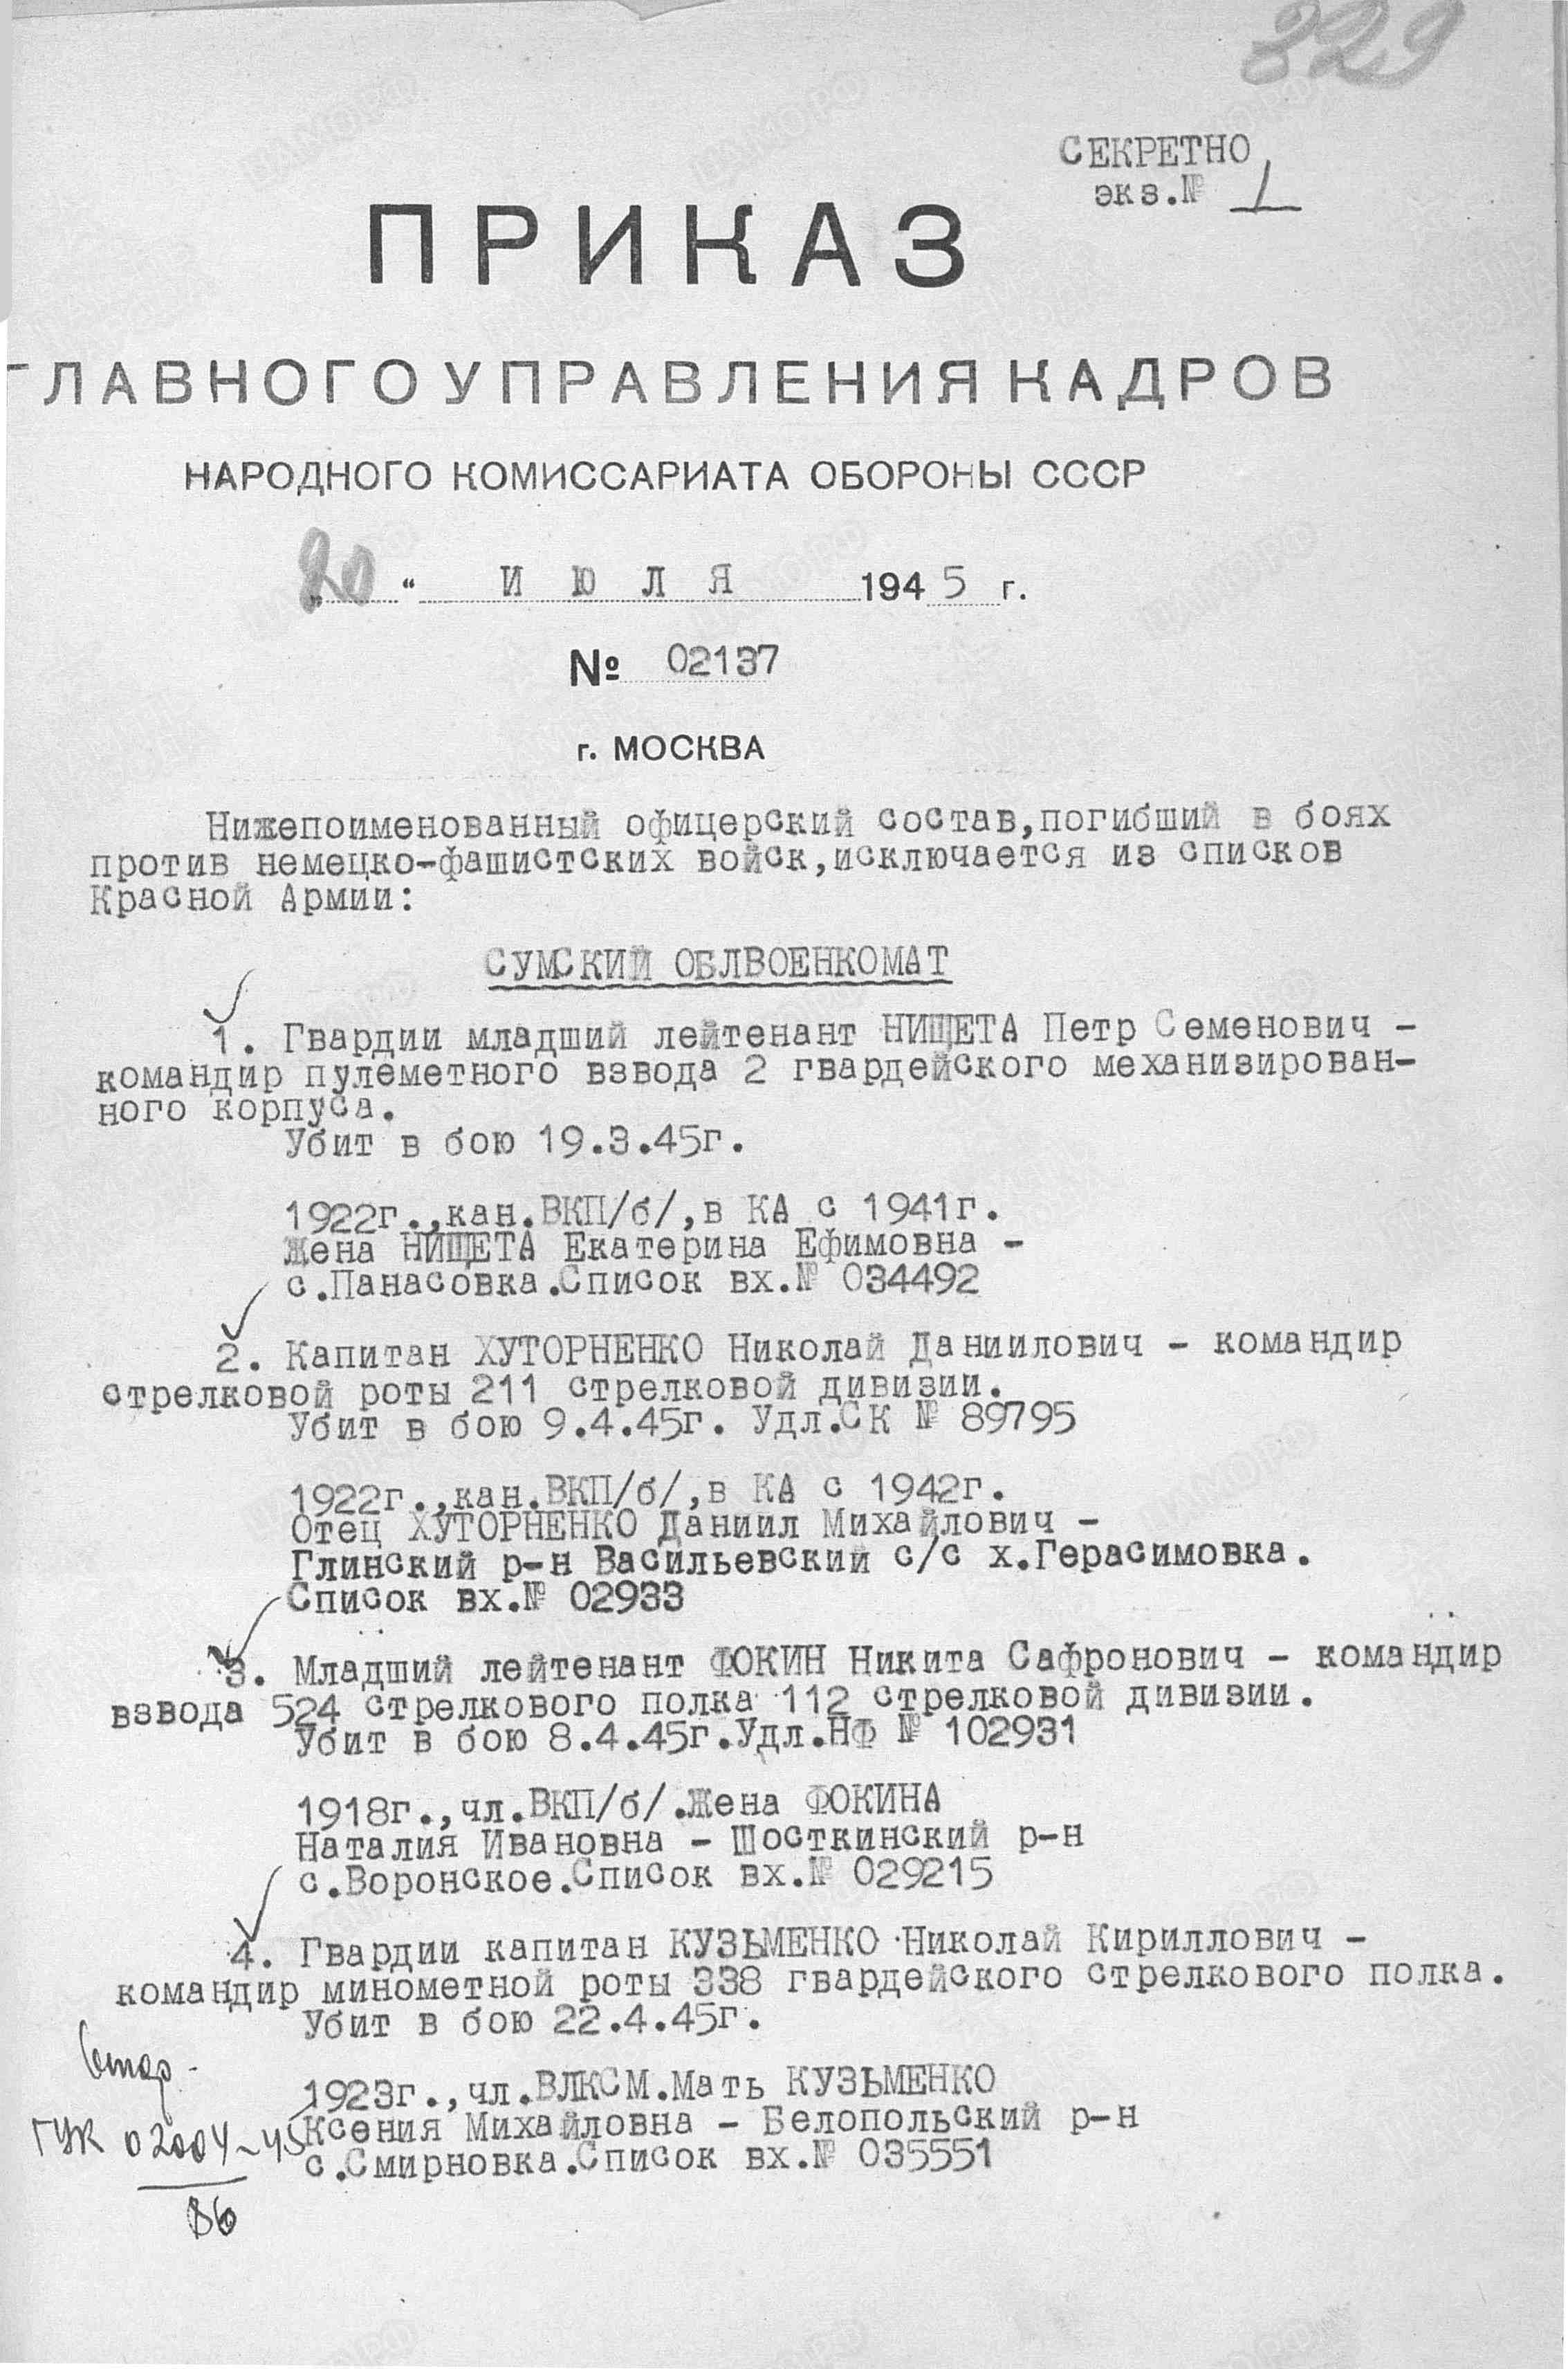 329
СЕКРЕТНО
экз.№ 1
ПРИКАЗ
ГЛАВНОГО УПРАВЛЕНИЯ КАДРОВ
НАРОДНОГО КОМИССАРИАТА ОБОРОНЫ СССР
„20“ ИЮЛЯ 1945 г.
№ 02137
г. МОСКВА
Нижепоименованный офицерский состав,погибший в боях
против немецко-фашистских войск,исключается из списков
Красной Армии:
СУМСКИЙ ОБЛВОЕНКОМАТ
1. Гвардии младший лейтенант НИЩЕТА Петр Семенович -
командир пулеметного взвода 2 гвардейского механизирован-
ного корпуса.
Убит в бою 19.3.45г.
1922г.,кан.ВКП/б/,в КА с 1941г.
Жена НИЩЕТА Екатерина Ефимовна -
с.Панасовка.Список вх.№ 034492
2. Капитан ХУТОРНЕНКО Николай Даниилович - командир
стрелковой роты 211 стрелковой дивизии.
Убит в бою 9.4.45г. Удл.СК № 89795
1922г.,кан.ВКП/б/,в КА с 1942г.
Отец ХУТОРНЕНКО Даниил Михайлович -
Глинский р-н Васильевский с/с х.Герасимовка.
Список вх.№ 02933
3. Младший лейтенант ФОКИН Никита Сафронович - командир
взвода 524 стрелкового полка 112 стрелковой дивизии.
Убит в бою 8.4.45г.Удл.НФ № 102931
1918г.,чл.ВКП/б/.Жена ФОКИНА
Наталия Ивановна - Шосткинский р-н
с.Воронское.Список вх.№ 029215
4. Гвардии капитан КУЗЬМЕНКО Николай Кириллович -
командир минометной роты 338 гвардейского стрелкового полка.
Убит в бою 22.4.45г.
1923г.,чл.ВЛКСМ.Мать КУЗЬМЕНКО
Ксения Михайловна - Белопольский р-н
с.Смирновка.Список вх.№ 035551
ГУК 02004-45